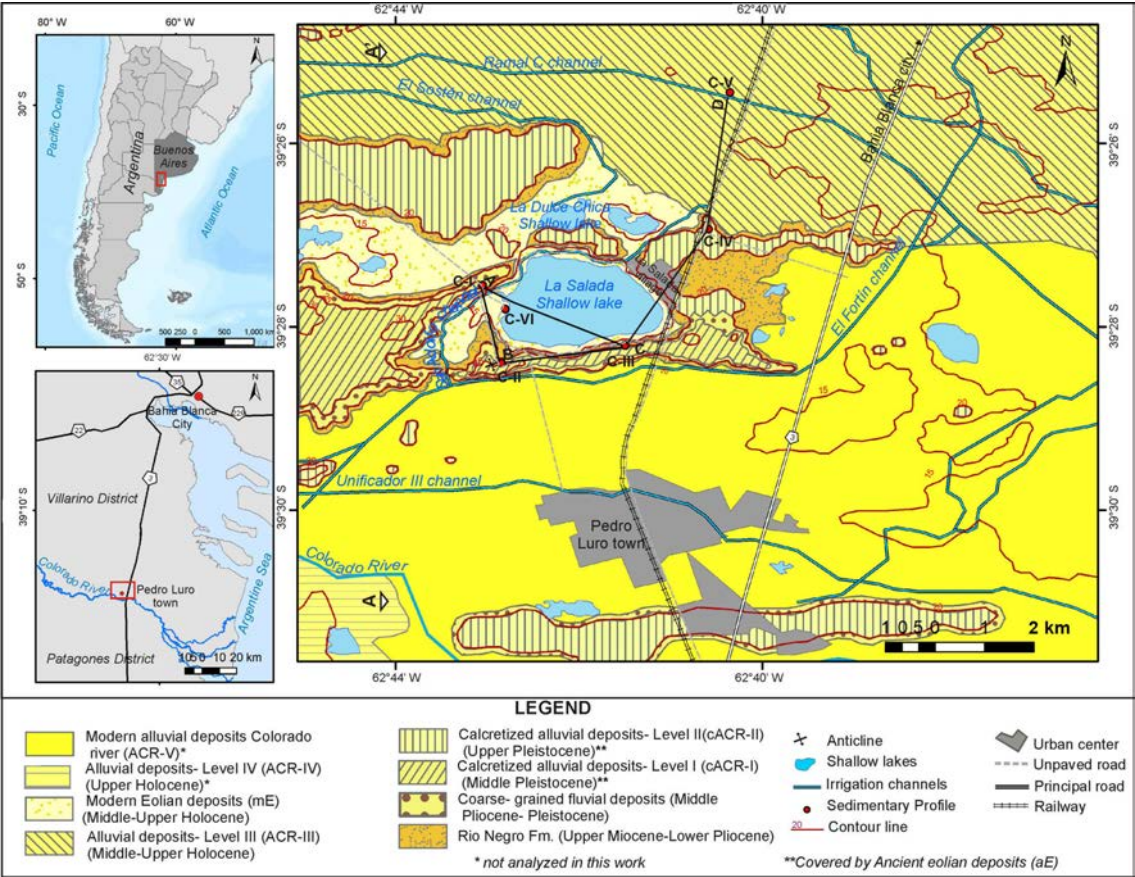 80° W
60° W
30° S
50° S
N
Pacific Ocean
Argentina
Buenos
Aires
Atlantic Ocean
500 250 0 500 1,000 km
62°30' W
39°10' S
N
35
Bahía Blanca
City
229
22
3
Villarino District
Colorado
River
Pedro Luro
town
Argentine Sea
Patagones District
10 5 0 10 20 km
62°44' W
62°40' W
39°26' S
39°28' S
39°30' S
39°26' S
39°28' S
39°30' S
62°44' W
62°40' W
A'
Ramal C channel
El Sostén channel
C-V
D
Bahía Blanca city
N
La Dulce Chica
Shallow lake
C-IV
C-I
La Salada
Shallow lake
C-VI
B
C-II
C
C-III
El Fortín channel
15
20
3
Unificador III channel
Pedro
Luro town
Colorado River
A
1 0.5 0 1 2 km
LEGEND
Modern alluvial deposits Colorado
river (ACR-V)*
Alluvial deposits- Level IV (ACR-IV)
(Upper Holocene)*
Modern Eolian deposits (mE)
(Middle-Upper Holocene)
Alluvial deposits- Level III (ACR-III)
(Middle-Upper Holocene)
Calcretized alluvial deposits- Level II(cACR-II)
(Upper Pleistocene)**
Calcretized alluvial deposits- Level I (cACR-I)
(Middle Pleistocene)**
Coarse- grained fluvial deposits (Middle
Pliocene- Pleistocene)
Rio Negro Fm. (Upper Miocene-Lower Pliocene)
* not analyzed in this work
Anticline
Shallow lakes
Irrigation channels
Sedimentary Profile
20
Contour line
Urban center
Unpaved road
Principal road
Railway
**Covered by Ancient eolian deposits (aE)